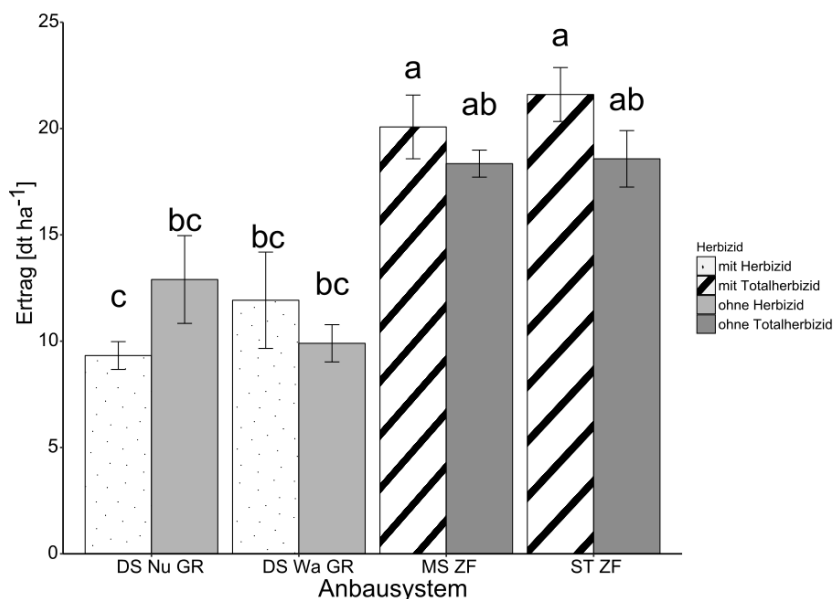 25
20
15
10
5
0
Ertrag [dt ha⁻¹]
c
bc
bc
bc
a
ab
a
ab
DS Nu GR
DS Wa GR
MS ZF
ST ZF
Anbausystem
Herbizid
mit Herbizid
mit Totalherbizid
ohne Herbizid
ohne Totalherbizid